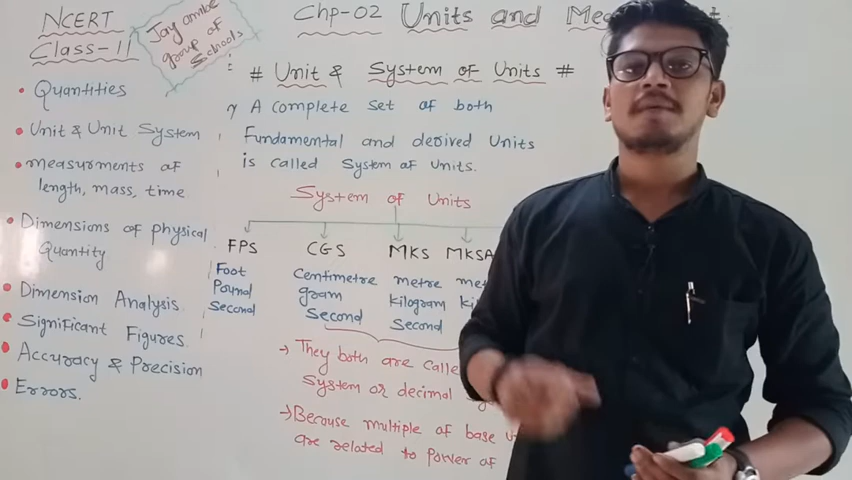 NCERT
Class-11
Jay ambe
group of
Schools
Chp-02 Units and Mea
• Quantities
• Unit & Unit System
• measurments of
length, mass, time
• Dimensions of physical
Quantity
• Dimension Analysis
• Significant Figures
• Accuracy & Precision
• Errors.
# Unit & System of Units #
A complete set of both
Fundamental and derived Units
is called System of Units.
System of Units
FPS CGS MKS MKSA
Foot
Pound
Second
Centimetre
gram
Second
metre
kilogram
Second
→ They both are calle
System or decimal
→ Because multiple of base
are related to Power of